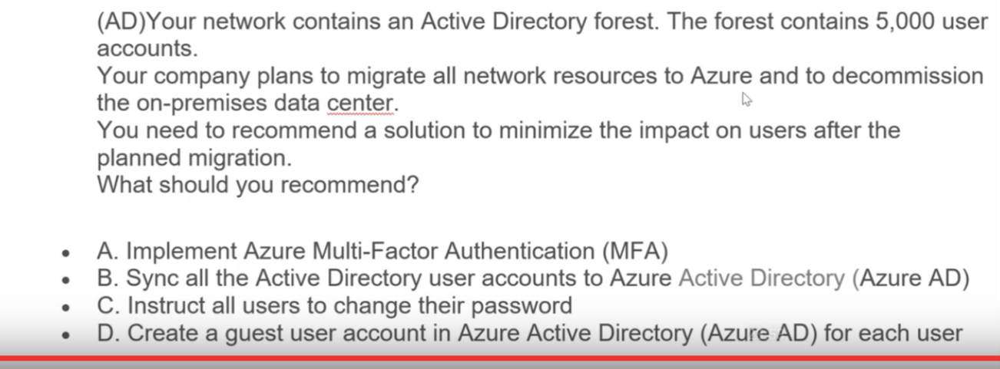 (AD)Your network contains an Active Directory forest. The forest contains 5,000 user
accounts.
Your company plans to migrate all network resources to Azure and to decommission
the on-premises data center.
You need to recommend a solution to minimize the impact on users after the
planned migration.
What should you recommend?
• A. Implement Azure Multi-Factor Authentication (MFA)
• B. Sync all the Active Directory user accounts to Azure Active Directory (Azure AD)
• C. Instruct all users to change their password
• D. Create a guest user account in Azure Active Directory (Azure AD) for each user